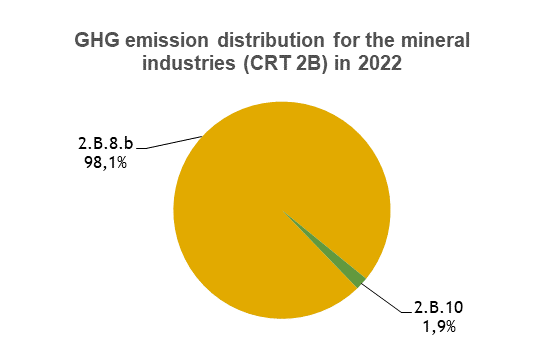 GHG emission distribution for the mineral
industries (CRT 2B) in 2022
2.B.8.b
98,1%
2.B.10
1,9%